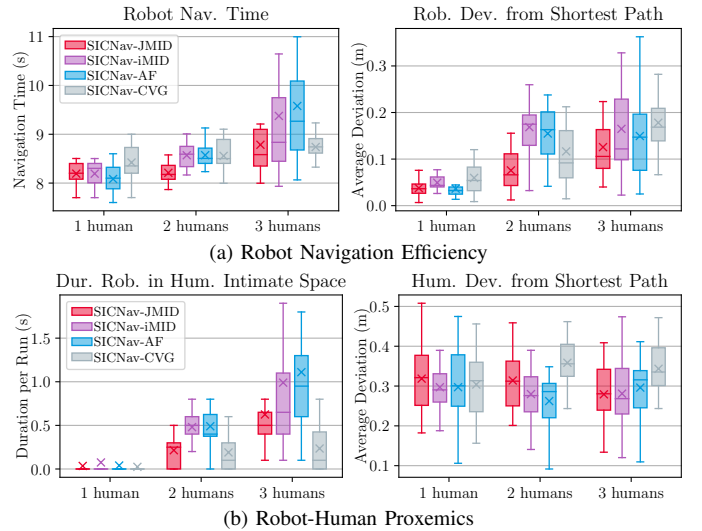 Robot Nav. Time
Rob. Dev. from Shortest Path
Navigation Time (s)
11
10
9
8
SICNav-JMID
SICNav-iMID
SICNav-AF
SICNav-CVG
1 human
2 humans
3 humans
Average Deviation (m)
0.3
0.2
0.1
0.0
1 human
2 humans
3 humans
(a) Robot Navigation Efficiency
Dur. Rob. in Hum. Intimate Space
Hum. Dev. from Shortest Path
Duration per Run (s)
2.0
1.5
1.0
0.5
0.0
SICNav-JMID
SICNav-iMID
SICNav-AF
SICNav-CVG
1 human
2 humans
3 humans
Average Deviation (m)
0.5
0.4
0.3
0.2
0.1
1 human
2 humans
3 humans
(b) Robot-Human Proxemics